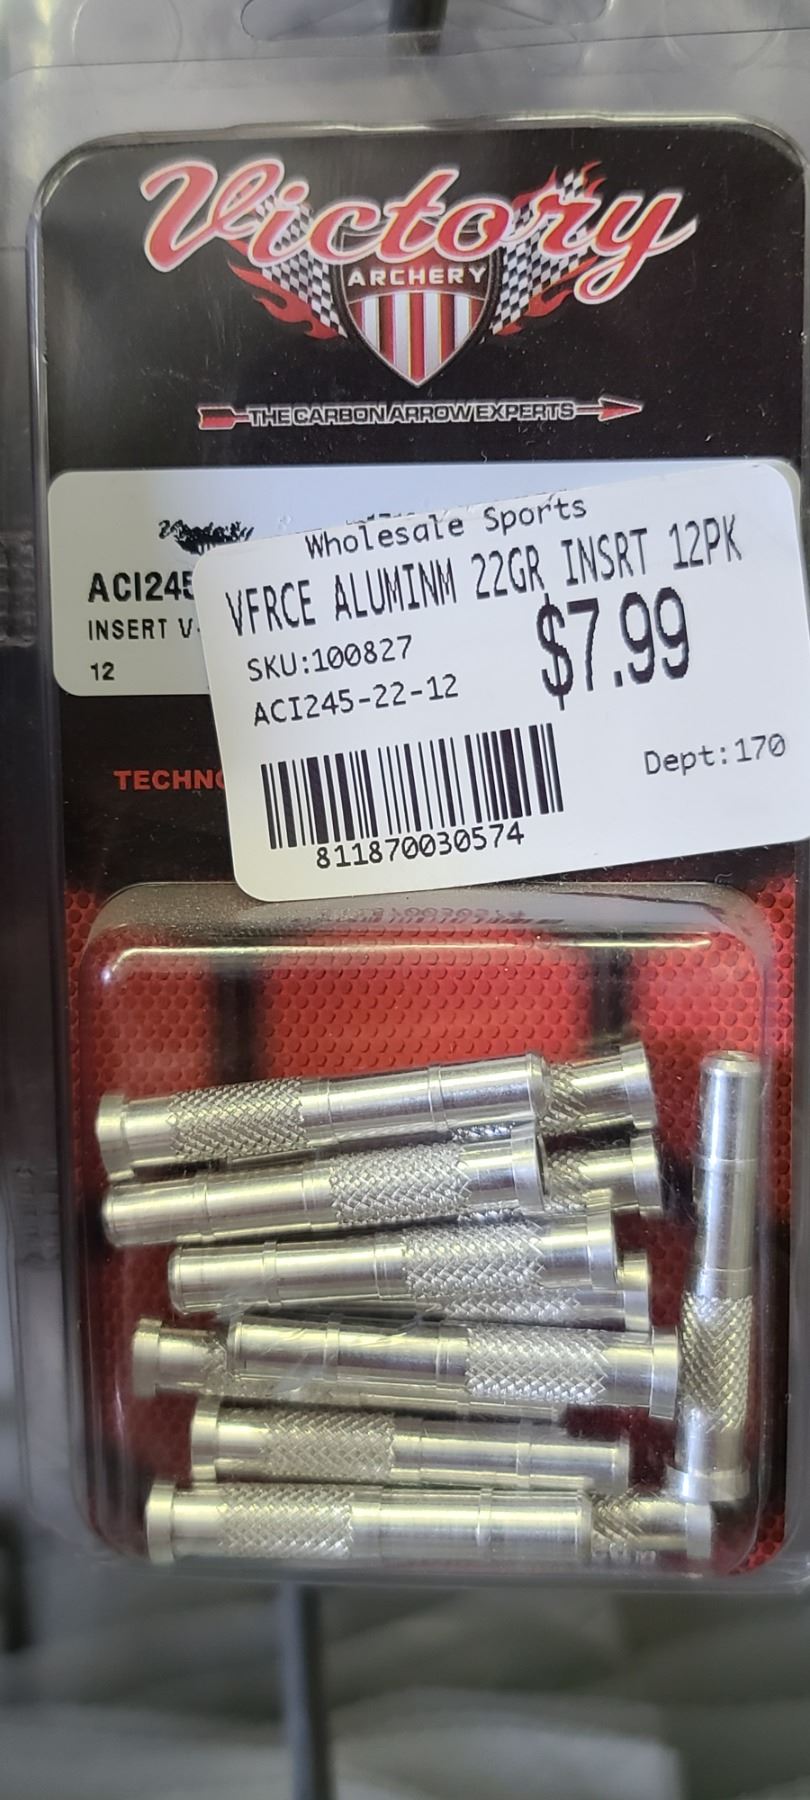 Victory
ARCHERY
THE CARBON ARROW EXPERTS
Victory
Wholesale Sports
VFRCE ALUMINM 22GR INSRT 12PK
ACI245
INSERT V-
12
SKU:100827
$7.99
ACI245-22-12
Dept:170
TECHNO
811870030574